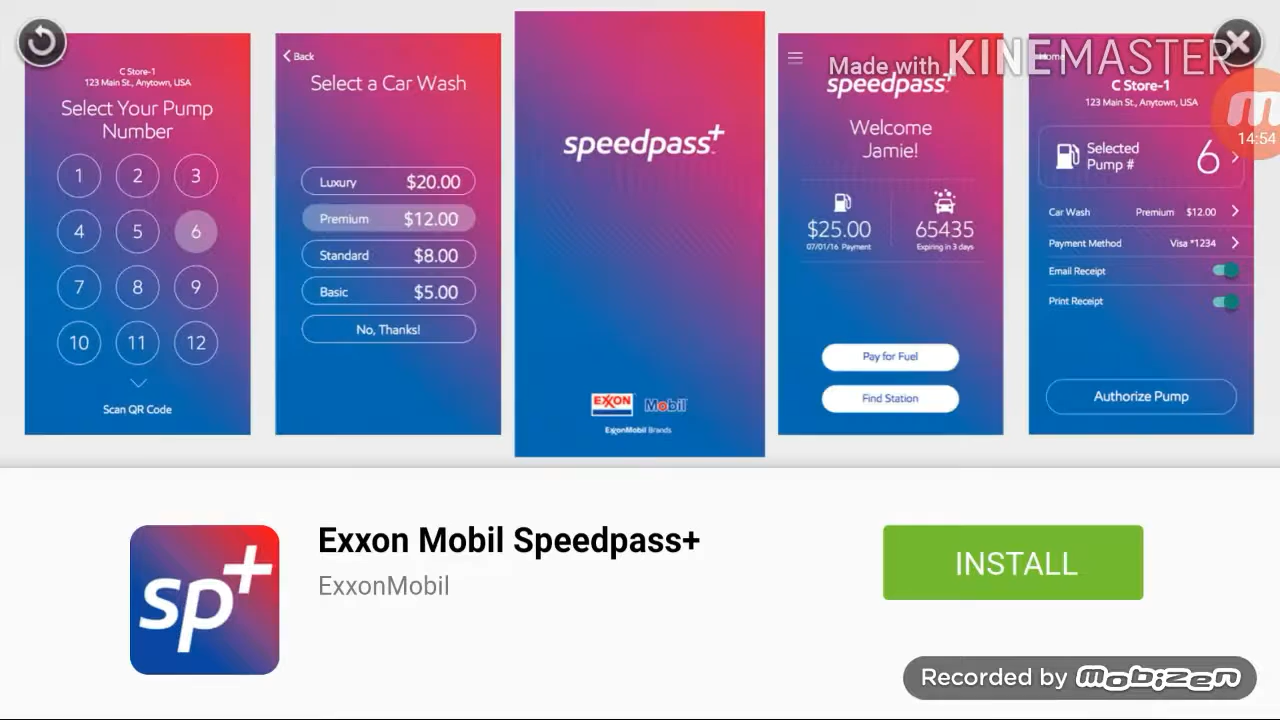 C Store-1
123 Main St., Anytown, USA
Select Your Pump
Number
1 2 3
4 5 6
7 8 9
10 11 12
Scan QR Code
Back
Select a Car Wash
Luxury $20.00
Premium $12.00
Standard $8.00
Basic $5.00
No, Thanks!
speedpass+
EXXON Mobil
ExxonMobil Brands
Made with KINEMASTER
speedpass+
Welcome
Jamie!
$25.00 65435
07/01/16 Payment Expiring in 3 days
Pay for Fuel
Find Station
Home
C Store-1
123 Main St., Anytown, USA
Selected
Pump # 6
Car Wash Premium $12.00
Payment Method Visa *1234
Email Receipt
Print Receipt
Authorize Pump
14:54
sp+
Exxon Mobil Speedpass+
ExxonMobil
INSTALL
Recorded by mobizen